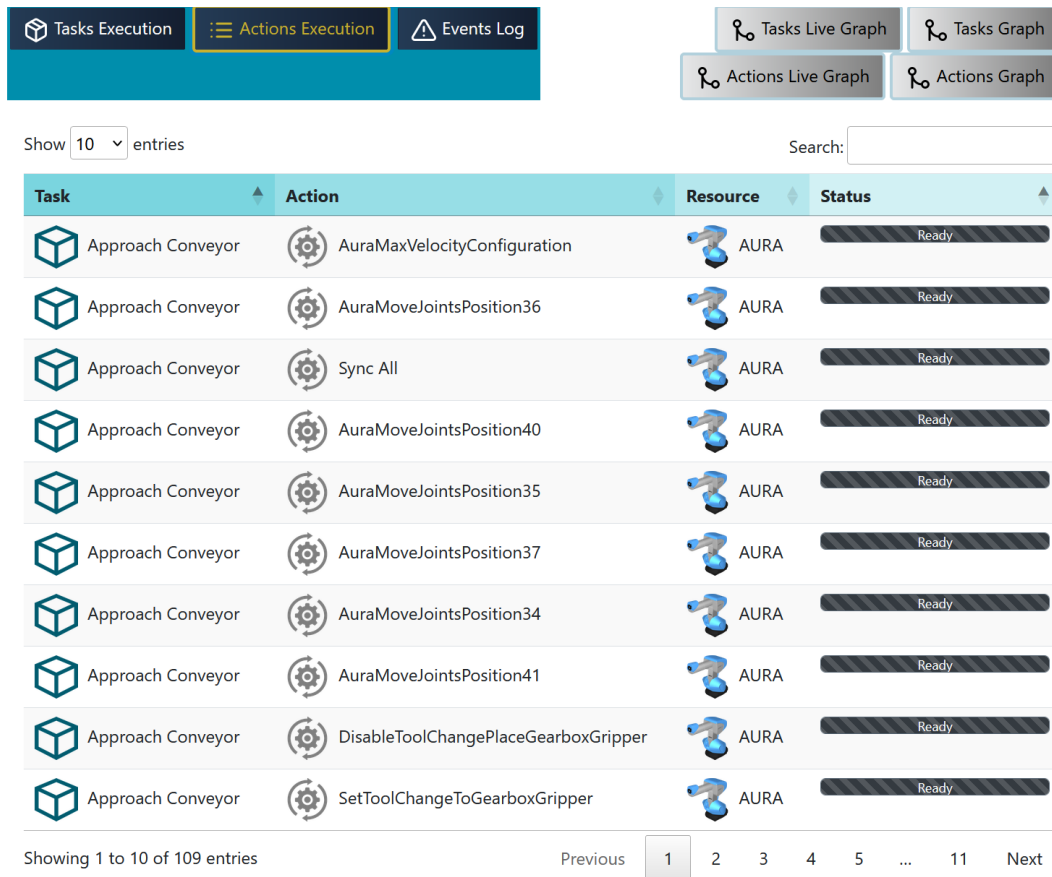 Tasks Execution Actions Execution Events Log Tasks Live Graph Tasks Graph
Actions Live Graph Actions Graph
Show 10 entries Search:
Task Action Resource Status
Approach Conveyor AuraMaxVelocityConfiguration AURA Ready
Approach Conveyor AuraMoveJointsPosition36 AURA Ready
Approach Conveyor Sync All AURA Ready
Approach Conveyor AuraMoveJointsPosition40 AURA Ready
Approach Conveyor AuraMoveJointsPosition35 AURA Ready
Approach Conveyor AuraMoveJointsPosition37 AURA Ready
Approach Conveyor AuraMoveJointsPosition34 AURA Ready
Approach Conveyor AuraMoveJointsPosition41 AURA Ready
Approach Conveyor DisableToolChangePlaceGearboxGripper AURA Ready
Approach Conveyor SetToolChangeToGearboxGripper AURA Ready
Showing 1 to 10 of 109 entries Previous 1 2 3 4 5 ... 11 Next